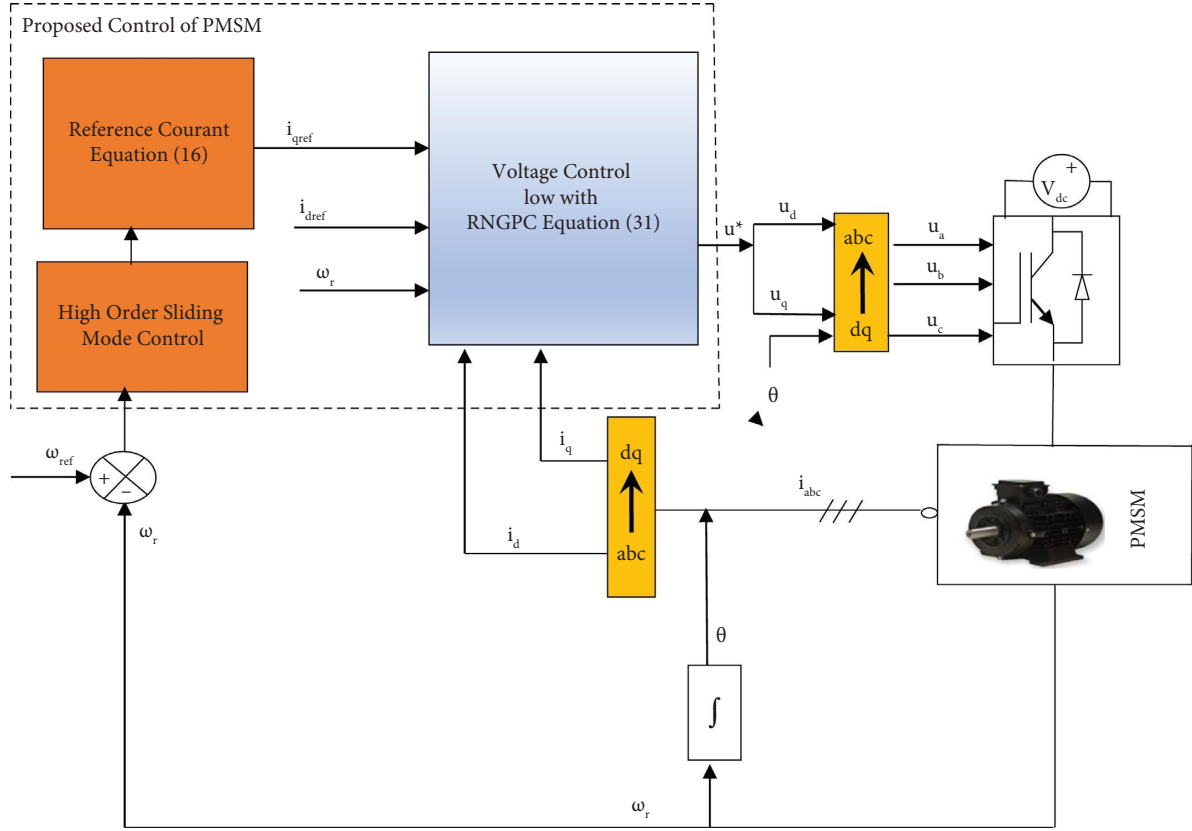 Proposed Control of PMSM
Reference Courant
Equation (16)
i_qref
Voltage Control
low with
RNGPC Equation (31)
i_dref
ω_r
High Order Sliding
Mode Control
u*
u_d
u_q
θ
abc
dq
u_a
u_b
u_c
+
V_dc
ω_ref
+
−
ω_r
i_q
i_d
dq
abc
i_abc
PMSM
θ
∫
ω_r